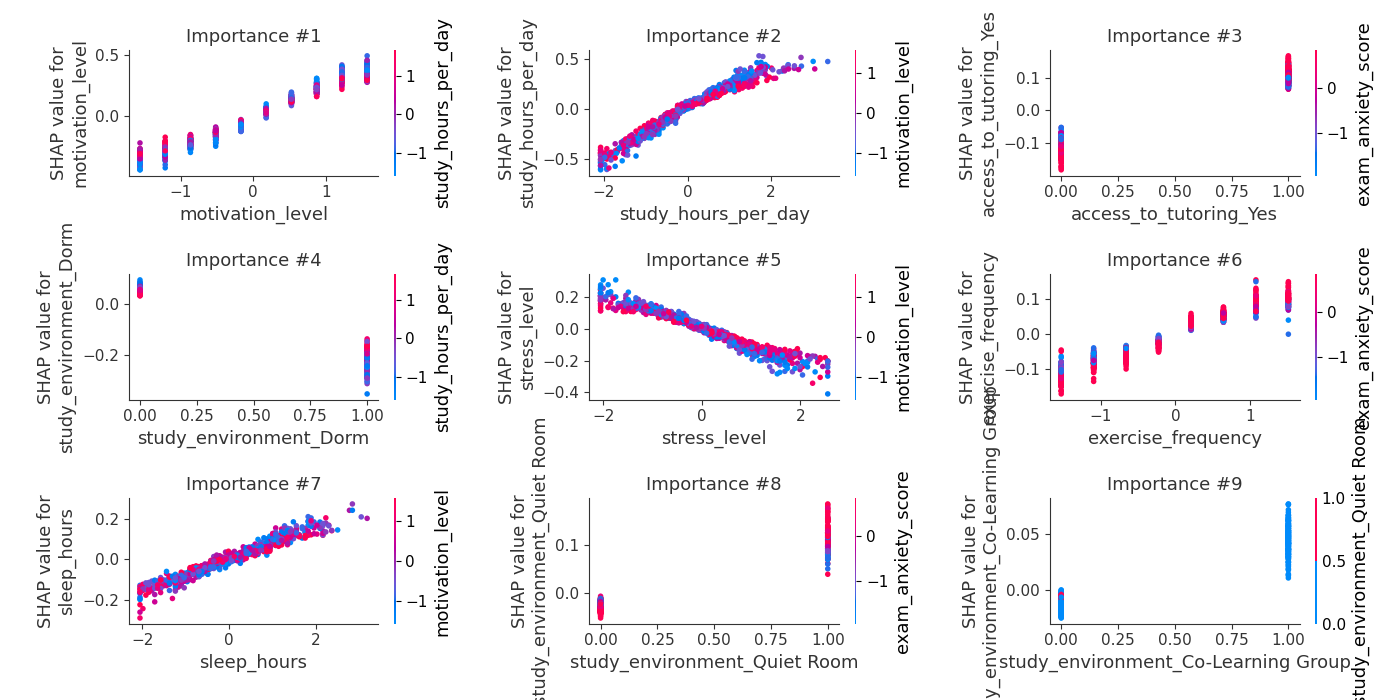 Importance #1
SHAP value for
motivation_level
0.5
0.0
−1
0
1
motivation_level
1
0
−1
study_hours_per_day
Importance #2
SHAP value for
study_hours_per_day
0.5
0.0
−0.5
−2
0
2
study_hours_per_day
1
0
−1
motivation_level
Importance #3
SHAP value for
access_to_tutoring_Yes
0.1
0.0
−0.1
0.00
0.25
0.50
0.75
1.00
access_to_tutoring_Yes
0
−1
exam_anxiety_score
Importance #4
SHAP value for
study_environment_Dorm
0.0
−0.2
0.00
0.25
0.50
0.75
1.00
study_environment_Dorm
1
0
−1
study_hours_per_day
Importance #5
SHAP value for
stress_level
0.2
0.0
−0.2
−0.4
−2
0
2
stress_level
1
0
−1
motivation_level
Importance #6
SHAP value for
exercise_frequency
0.1
0.0
−0.1
−1
0
1
exercise_frequency
0
−1
exam_anxiety_score
Importance #7
SHAP value for
sleep_hours
0.2
0.0
−0.2
−2
0
2
sleep_hours
1
0
−1
motivation_level
Importance #8
SHAP value for
study_environment_Quiet Room
0.1
0.0
0.00
0.25
0.50
0.75
1.00
study_environment_Quiet Room
0
−1
exam_anxiety_score
Importance #9
SHAP value for
y_environment_Co-Learning Group
0.05
0.00
0.00
0.25
0.50
0.75
1.00
study_environment_Co-Learning Group
1.0
0.5
0.0
study_environment_Quiet Room